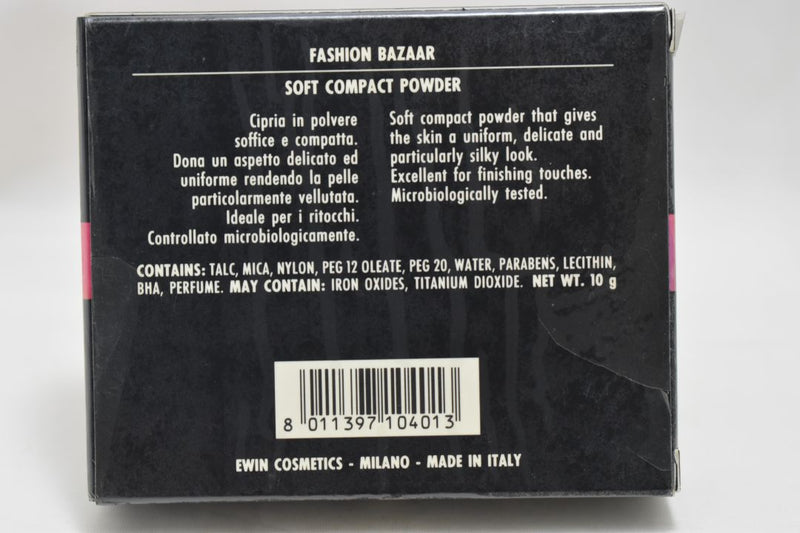 FASHION BAZAAR
SOFT COMPACT POWDER
Cipria in polvere
soffice e compatta.
Dona un aspetto delicato ed
uniforme rendendo la pelle
particolarmente vellutata.
Ideale per i ritocchi.
Controllato microbiologicamente.
Soft compact powder that gives
the skin a uniform, delicate and
particularly silky look.
Excellent for finishing touches.
Microbiologically tested.
CONTAINS: TALC, MICA, NYLON, PEG 12 OLEATE, PEG 20, WATER, PARABENS, LECITHIN,
BHA, PERFUME. MAY CONTAIN: IRON OXIDES, TITANIUM DIOXIDE. NET WT. 10 g
8 011397 104013
EWIN COSMETICS - MILANO - MADE IN ITALY